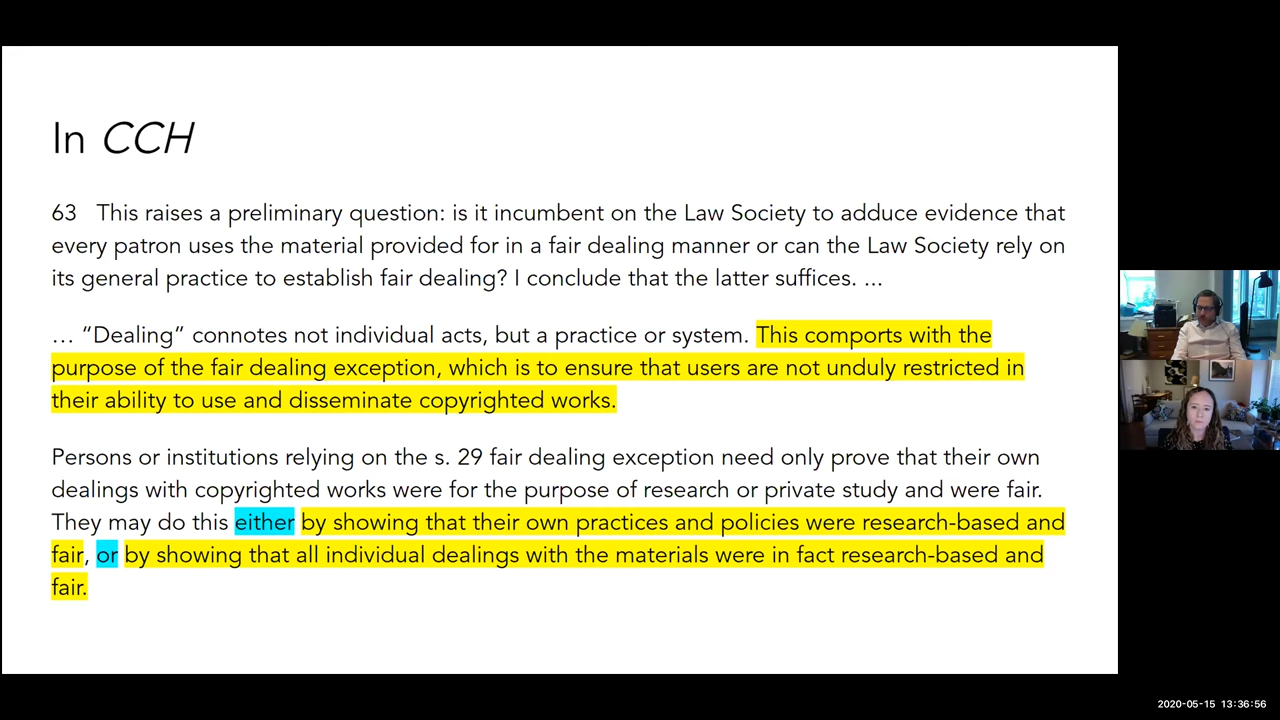 In CCH
63 This raises a preliminary question: is it incumbent on the Law Society to adduce evidence that
every patron uses the material provided for in a fair dealing manner or can the Law Society rely on
its general practice to establish fair dealing? I conclude that the latter suffices. ...
... “Dealing” connotes not individual acts, but a practice or system. This comports with the
purpose of the fair dealing exception, which is to ensure that users are not unduly restricted in
their ability to use and disseminate copyrighted works.
Persons or institutions relying on the s. 29 fair dealing exception need only prove that their own
dealings with copyrighted works were for the purpose of research or private study and were fair.
They may do this either by showing that their own practices and policies were research-based and
fair, or by showing that all individual dealings with the materials were in fact research-based and
fair.
2020-05-15 13:36:56